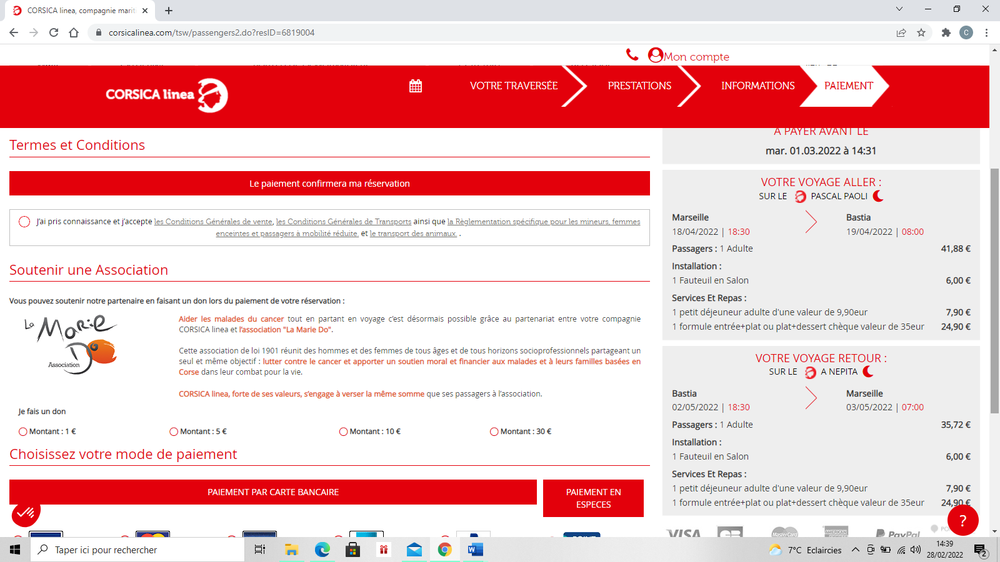 CORSICA linea, compagnie marit
corsicalinea.com/tsw/passengers2.do?resID=6819004
C
Mon compte
CORSICA linea
VOTRE TRAVERSÉE
PRESTATIONS
INFORMATIONS
PAIEMENT
Termes et Conditions
Le paiement confirmera ma réservation
J'ai pris connaissance et j'accepte les Conditions Générales de vente, les Conditions Générales de Transports ainsi que la Règlementation spécifique pour les mineurs, femmes
enceintes et passagers à mobilité réduite. et le transport des animaux. .
Soutenir une Association
Vous pouvez soutenir notre partenaire en faisant un don lors du paiement de votre réservation :
La Marie Do
Association
Aider les malades du cancer tout en partant en voyage c'est désormais possible grâce au partenariat entre votre compagnie
CORSICA linea et l'association "La Marie Do".
Cette association de loi 1901 réunit des hommes et des femmes de tous âges et de tous horizons socioprofessionnels partageant un
seul et même objectif : lutter contre le cancer et apporter un soutien moral et financier aux malades et à leurs familles basées en
Corse dans leur combat pour la vie.
CORSICA linea, forte de ses valeurs, s'engage à verser la même somme que ses passagers à l'association.
Je fais un don
Montant : 1 €
Montant : 5 €
Montant : 10 €
Montant : 30 €
Choisissez votre mode de paiement
PAIEMENT PAR CARTE BANCAIRE
PAIEMENT EN
ESPECES
A PAYER AVANT LE
mar. 01.03.2022 à 14:31
VOTRE VOYAGE ALLER :
SUR LE PASCAL PAOLI
Marseille
Bastia
18/04/2022 | 18:30
19/04/2022 | 08:00
Passagers : 1 Adulte 41,88 €
Installation :
1 Fauteuil en Salon 6,00 €
Services Et Repas :
1 petit déjeuner adulte d'une valeur de 9,90eur 7,90 €
1 formule entrée+plat ou plat+dessert chèque valeur de 35eur 24,90 €
VOTRE VOYAGE RETOUR :
SUR LE A NEPITA
Bastia
Marseille
02/05/2022 | 18:30
03/05/2022 | 07:00
Passagers : 1 Adulte 35,72 €
Installation :
1 Fauteuil en Salon 6,00 €
Services Et Repas :
1 petit déjeuner adulte d'une valeur de 9,90eur 7,90 €
1 formule entrée+plat ou plat+dessert chèque valeur de 35eur 24,90 €
?
VISA
CB
MasterCard
AMERICAN
PayPal
Taper ici pour rechercher
W
7°C Eclaircies
14:39
28/02/2022
2